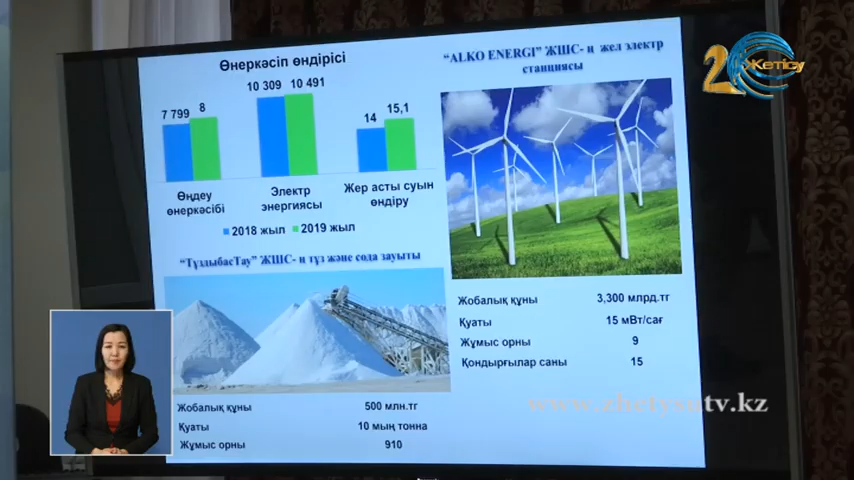 Өнеркәсіп өндірісі
7 799
8
10 309
10 491
14
15,1
Өңдеу
өнеркәсібі
Электр
энергиясы
Жер асты суын
өндіру
2018 жыл
2019 жыл
“ТұздыбасТау” ЖШС- н тұз және сода зауыты
Жобалық құны 500 млн.тг
Қуаты 10 мың тонна
Жұмыс орны 910
“ALKO ENERGI” ЖШС- ң жел электр
станциясы
Жобалық құны 3,300 млрд.тг
Қуаты 15 мВт/сағ
Жұмыс орны 9
Қондырғылар саны 15
20
Жетісу
www.zhetysutv.kz